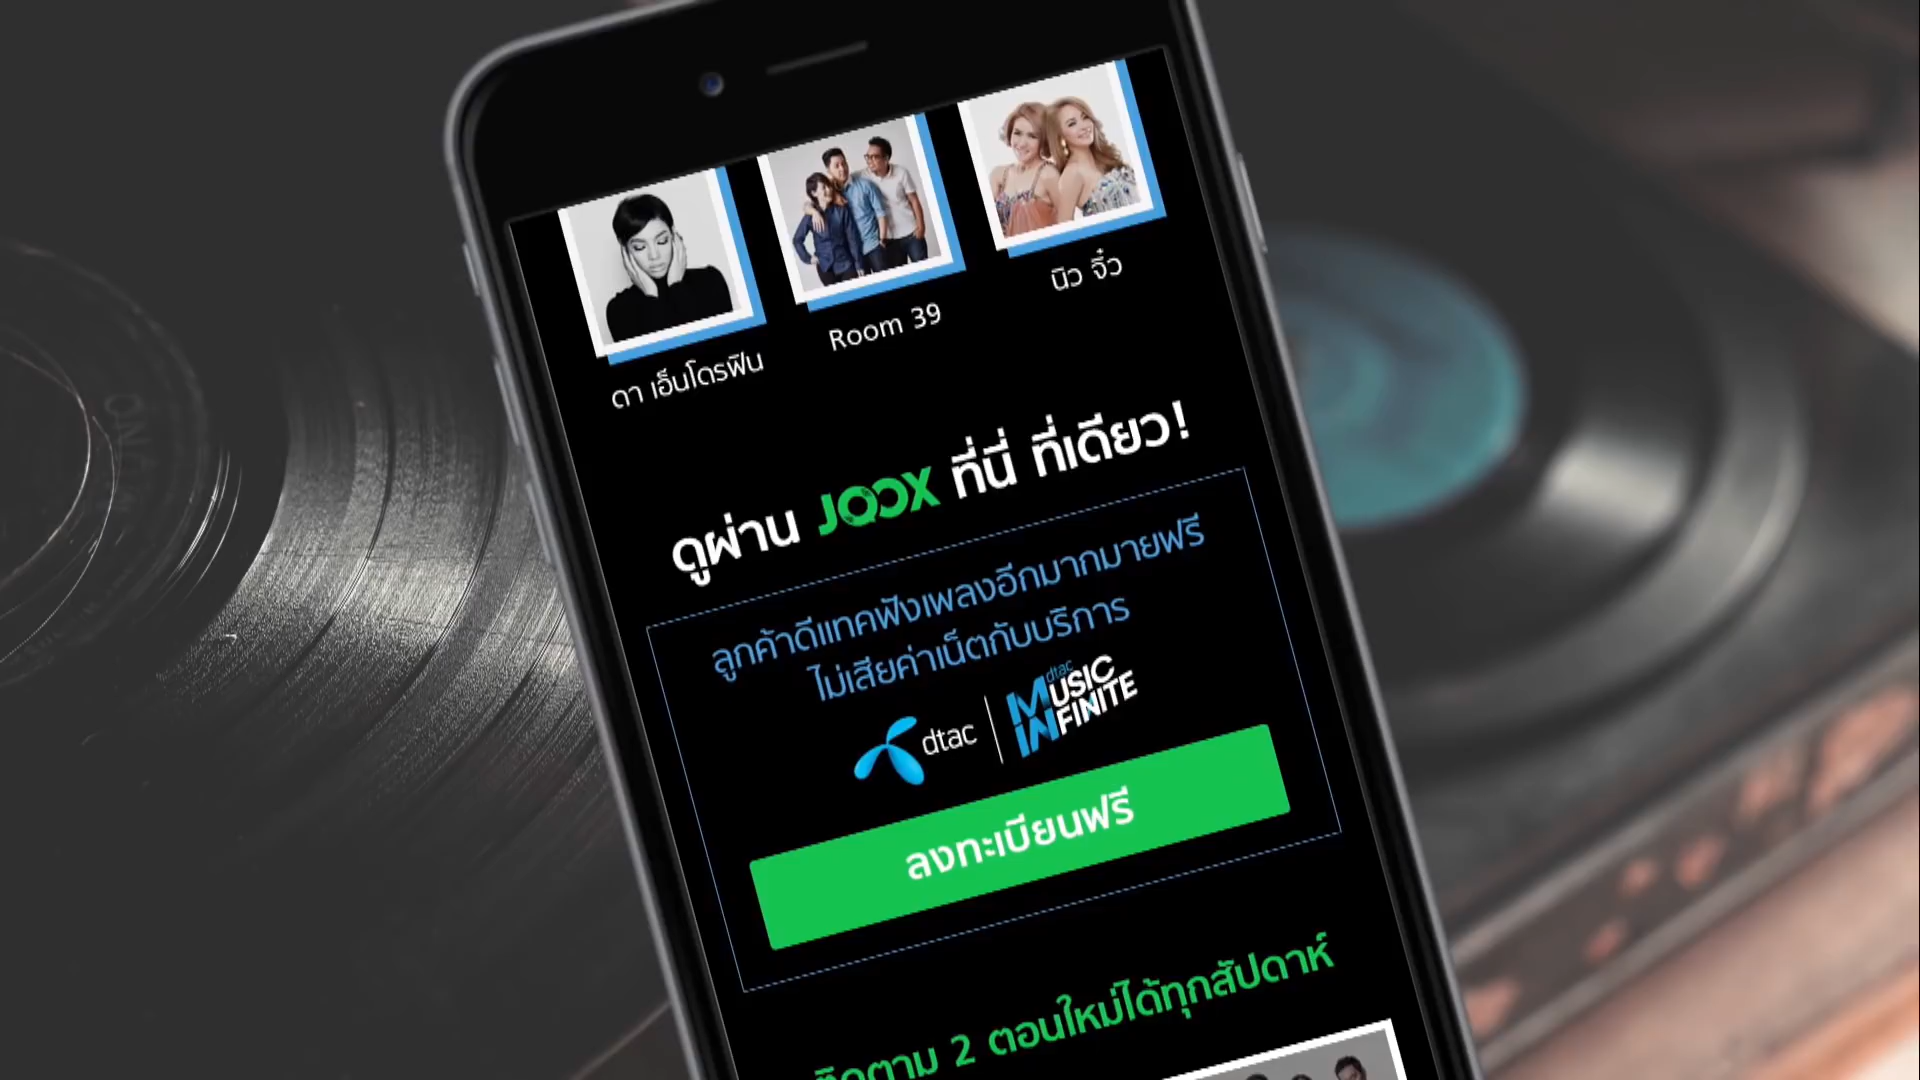 ดา เอ็นโดรฟิน
Room 39
นิว จิ๋ว
ดูผ่าน JOOX ที่นี่ ที่เดียว!
ลูกค้าดีแทคฟังเพลงอีกมากมายฟรี
ไม่เสียค่าเน็ตกับบริการ
dtac
dtac
MUSIC
INFINITE
ลงทะเบียนฟรี
ติดตาม 2 ตอนใหม่ได้ทุกสัปดาห์